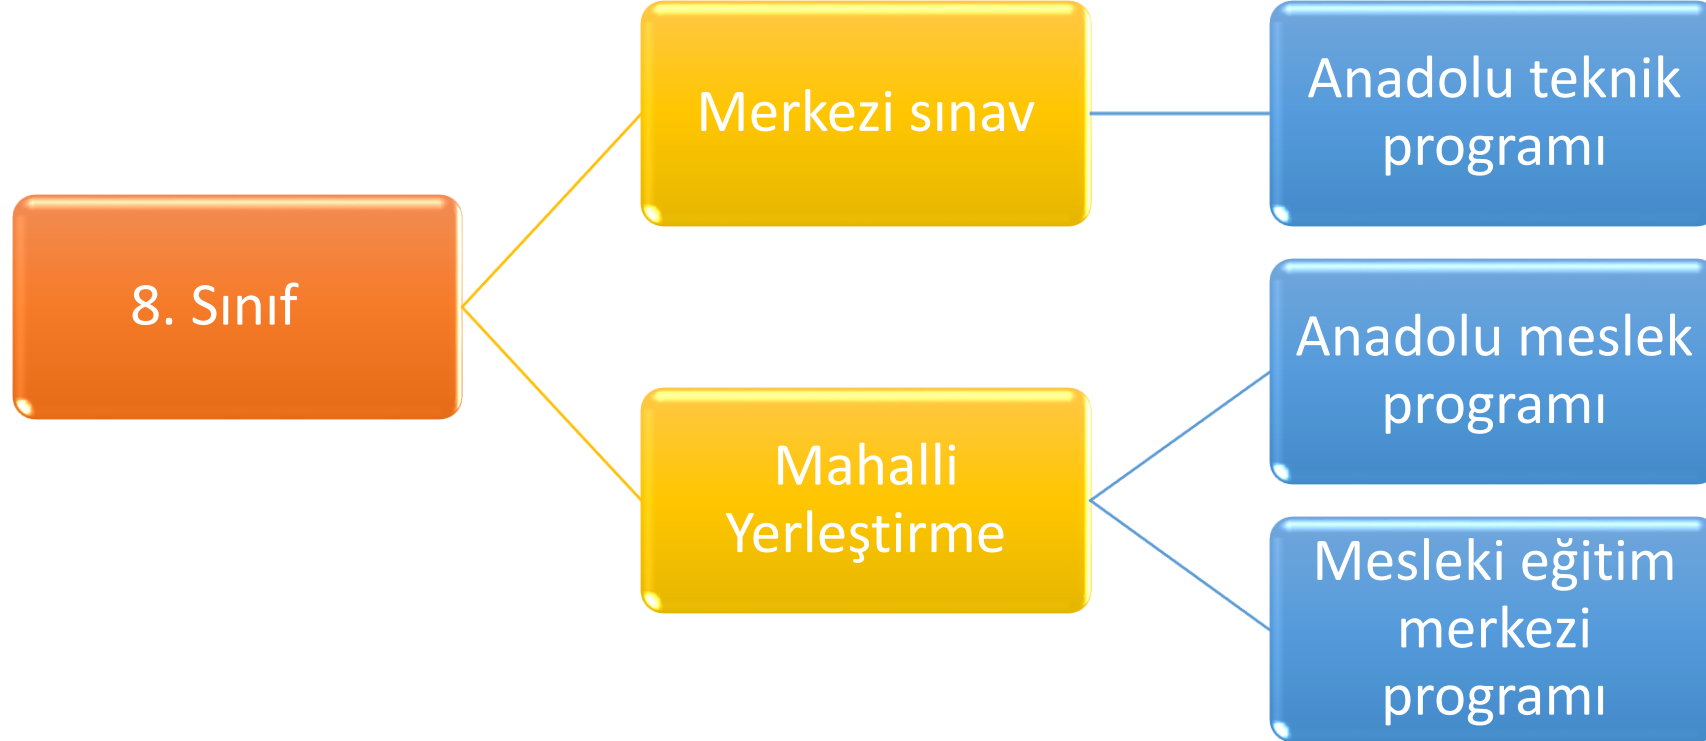 8. Sınıf
Merkezi sınav
Mahalli
Yerleştirme
Anadolu teknik
programı
Anadolu meslek
programı
Mesleki eğitim
merkezi
programı